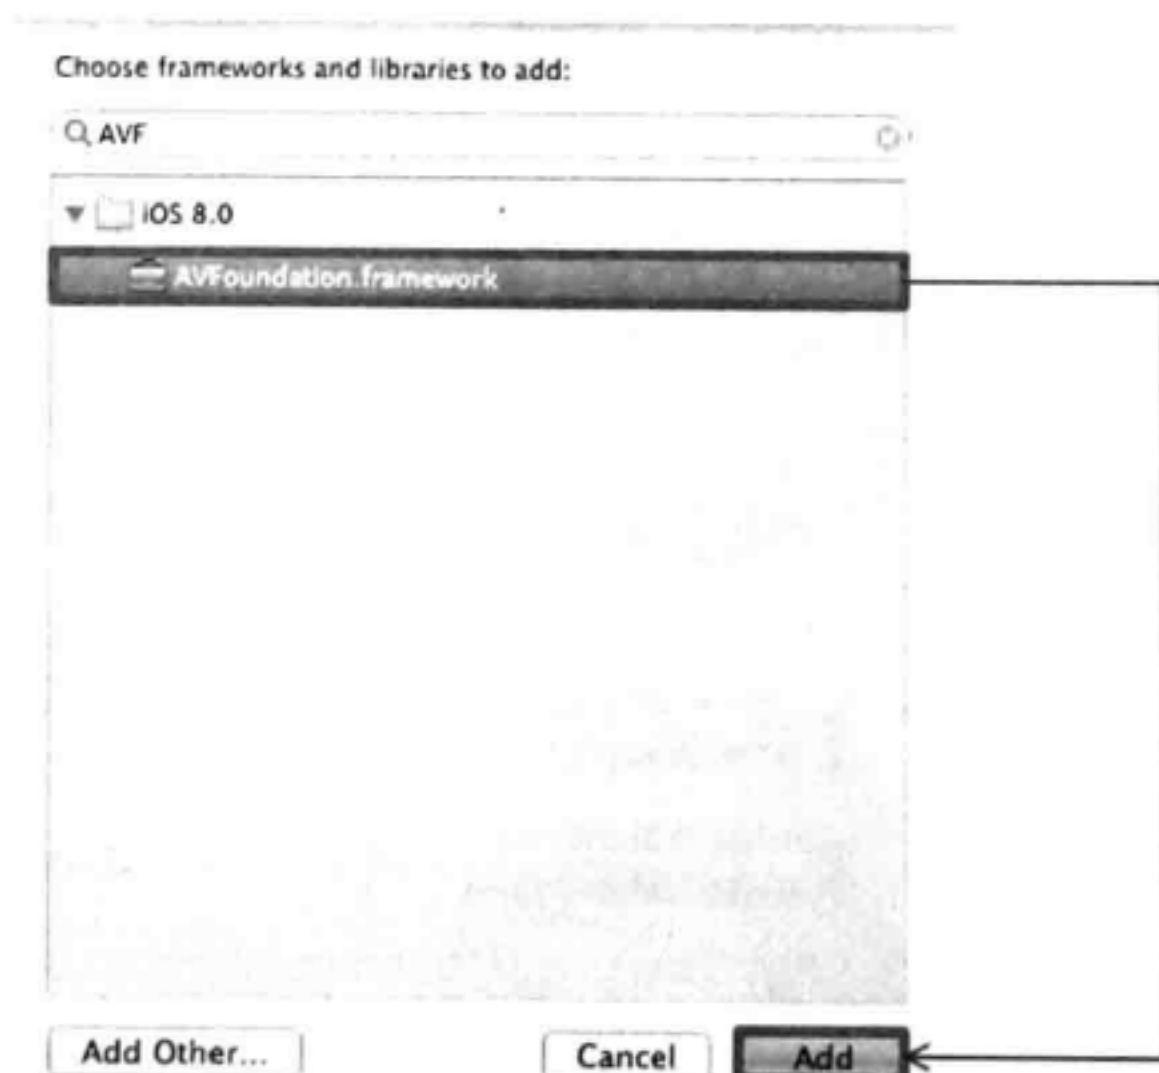 Choose frameworks and libraries to add:
AVF
iOS 8.0
AVFoundation.framework
Add Other...
Cancel
Add